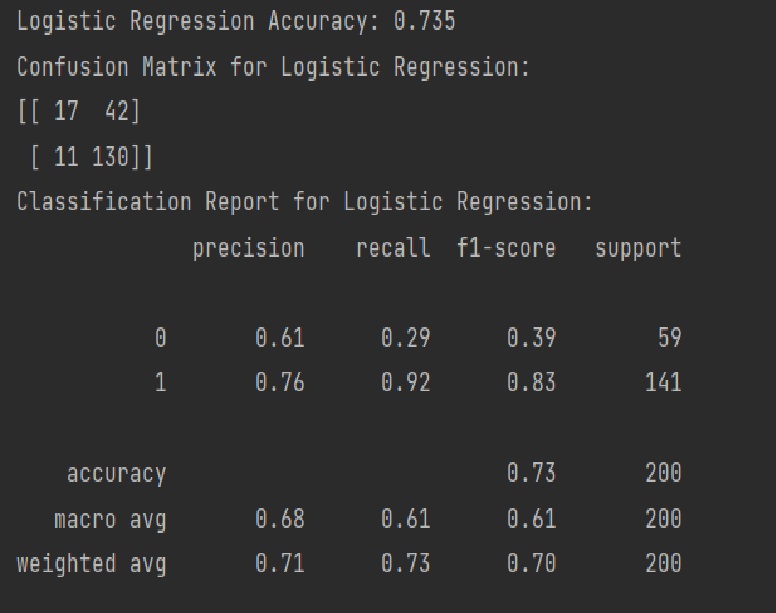 Logistic Regression Accuracy: 0.735
Confusion Matrix for Logistic Regression:
[[ 17  42]
 [ 11 130]]
Classification Report for Logistic Regression:
              precision    recall  f1-score   support

           0       0.61      0.29      0.39        59
           1       0.76      0.92      0.83       141

    accuracy                           0.73       200
   macro avg       0.68      0.61      0.61       200
weighted avg       0.71      0.73      0.70       200